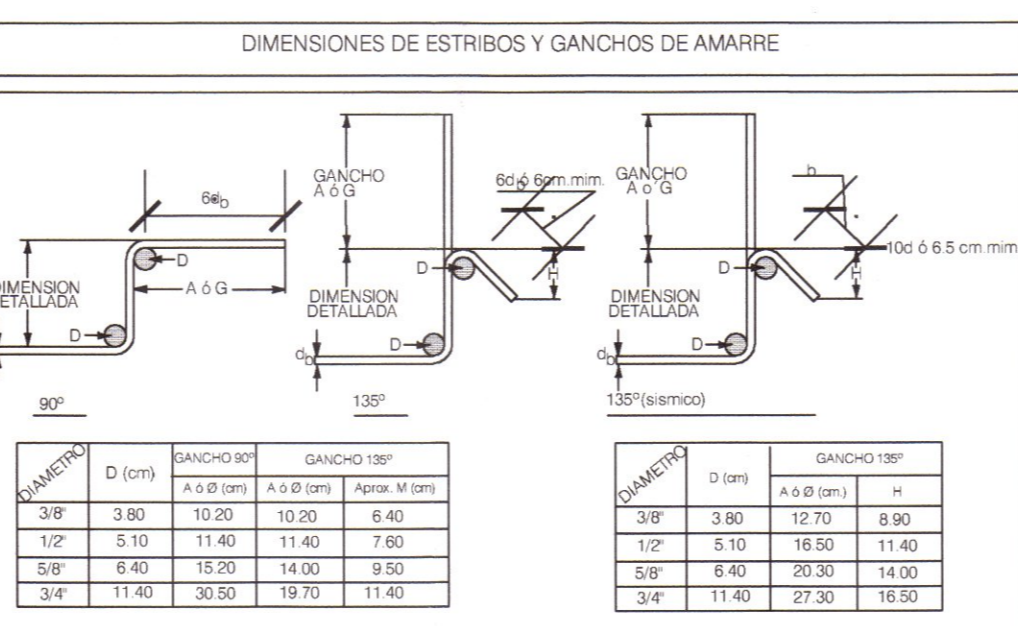 DIMENSIONES DE ESTRIBOS Y GANCHOS DE AMARRE
6db
D
A ó G
DIMENSION
DETALLADA
D
90º
GANCHO
A ó G
6db ó 6cm.mim.
D
H
DIMENSION
DETALLADA
D
db
135º
GANCHO
A o´G
b
10d ó 6.5 cm.mim
D
H
DIMENSION
DETALLADA
D
db
135º(sismico)
DIAMETRO D (cm) GANCHO 90º GANCHO 135º
A ó Ø (cm) A ó Ø (cm) Aprox. M (cm)
3/8" 3.80 10.20 10.20 6.40
1/2" 5.10 11.40 11.40 7.60
5/8" 6.40 15.20 14.00 9.50
3/4" 11.40 30.50 19.70 11.40
DIAMETRO D (cm) GANCHO 135º
A ó Ø (cm.) H
3/8" 3.80 12.70 8.90
1/2" 5.10 16.50 11.40
5/8" 6.40 20.30 14.00
3/4" 11.40 27.30 16.50